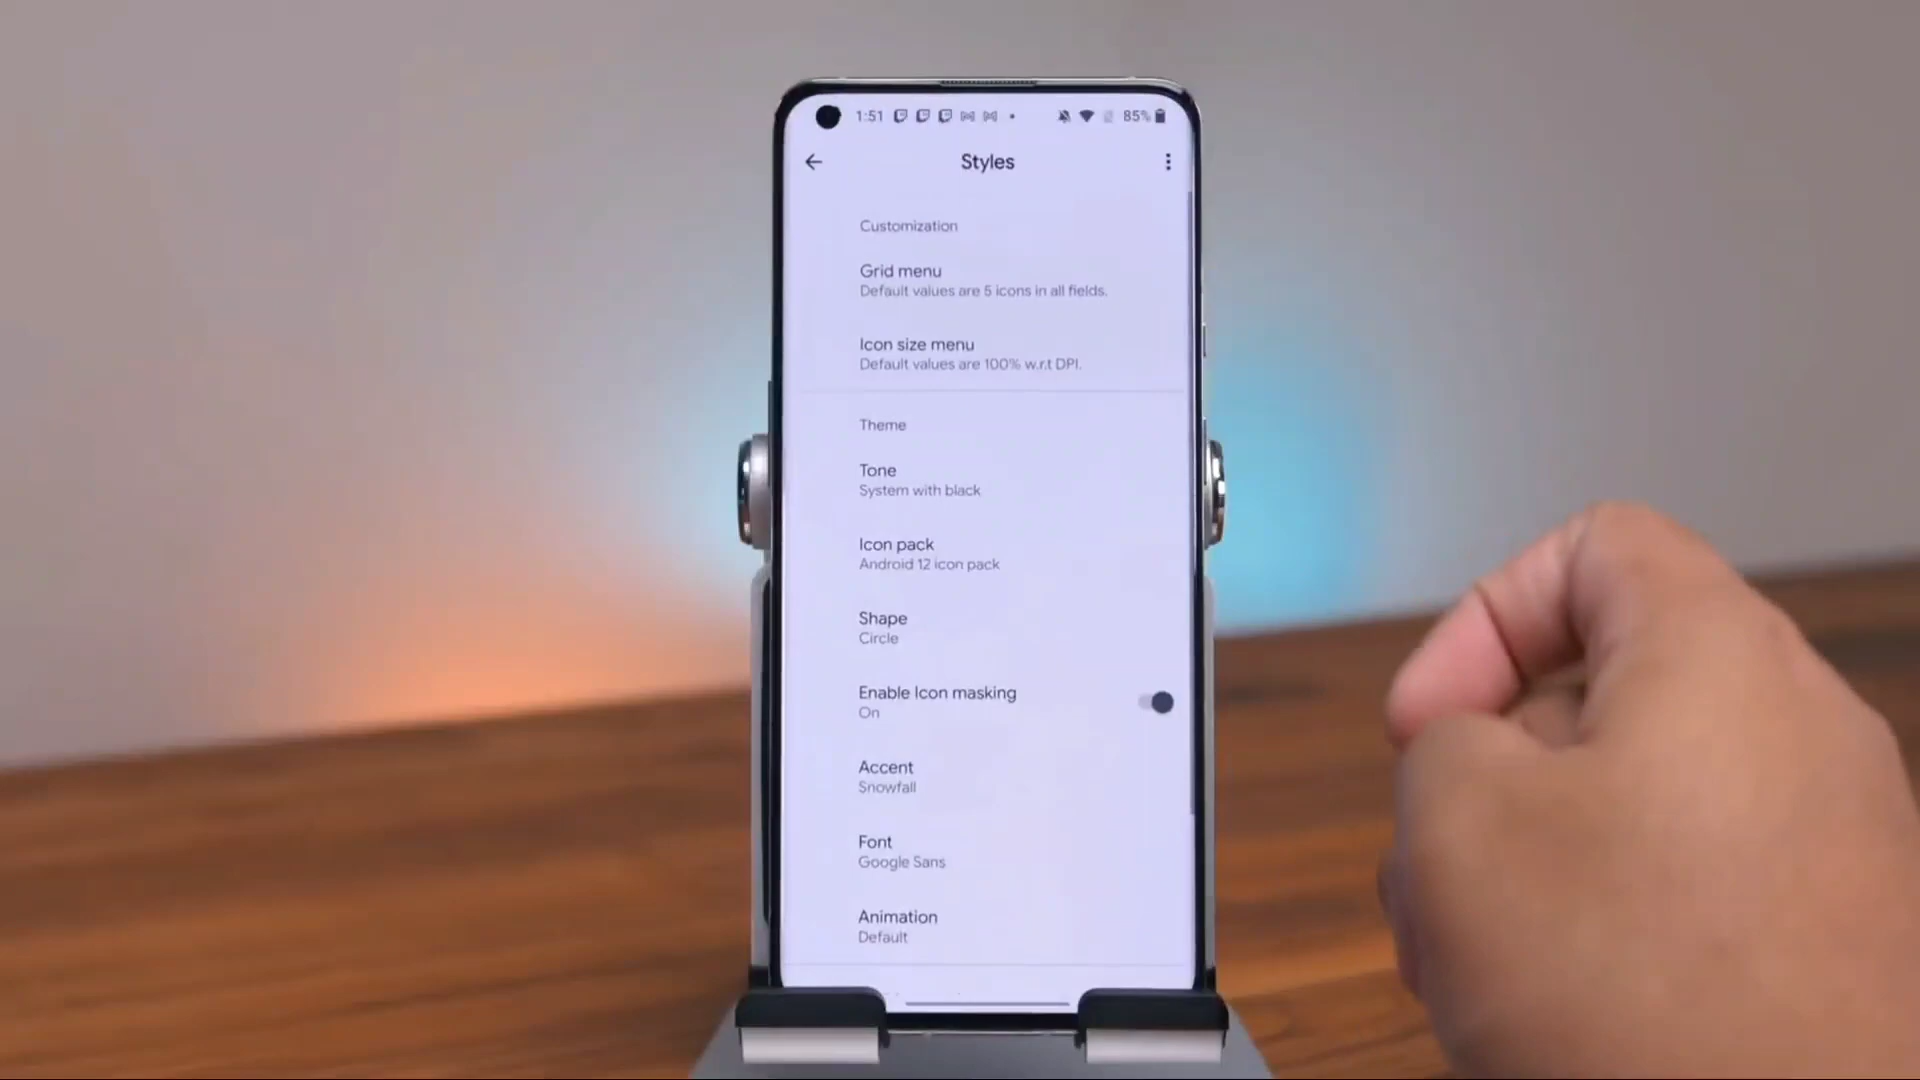 1:51
85%
Styles
Customization
Grid menu
Default values are 5 icons in all fields.
Icon size menu
Default values are 100% w.r.t DPI.
Theme
Tone
System with black
Icon pack
Android 12 icon pack
Shape
Circle
Enable Icon masking
On
Accent
Snowfall
Font
Google Sans
Animation
Default